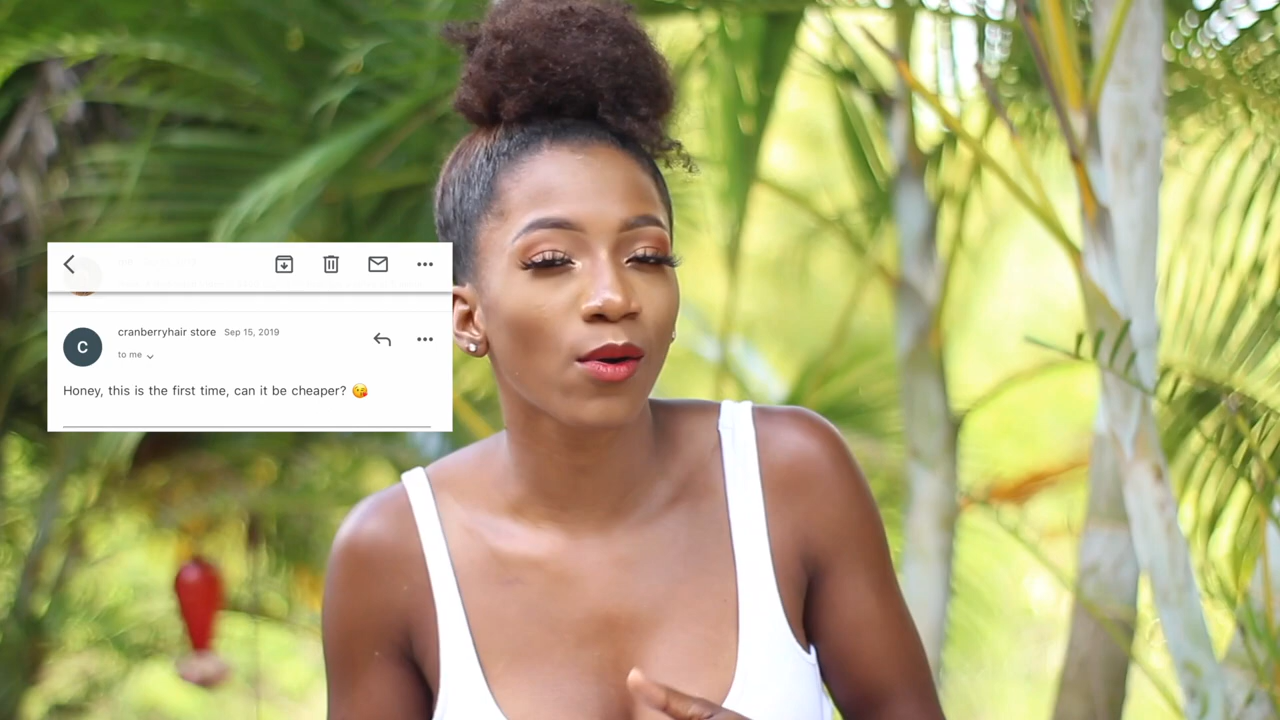 cranberryhair store Sep 15, 2019
to me
Honey, this is the first time, can it be cheaper? 😘